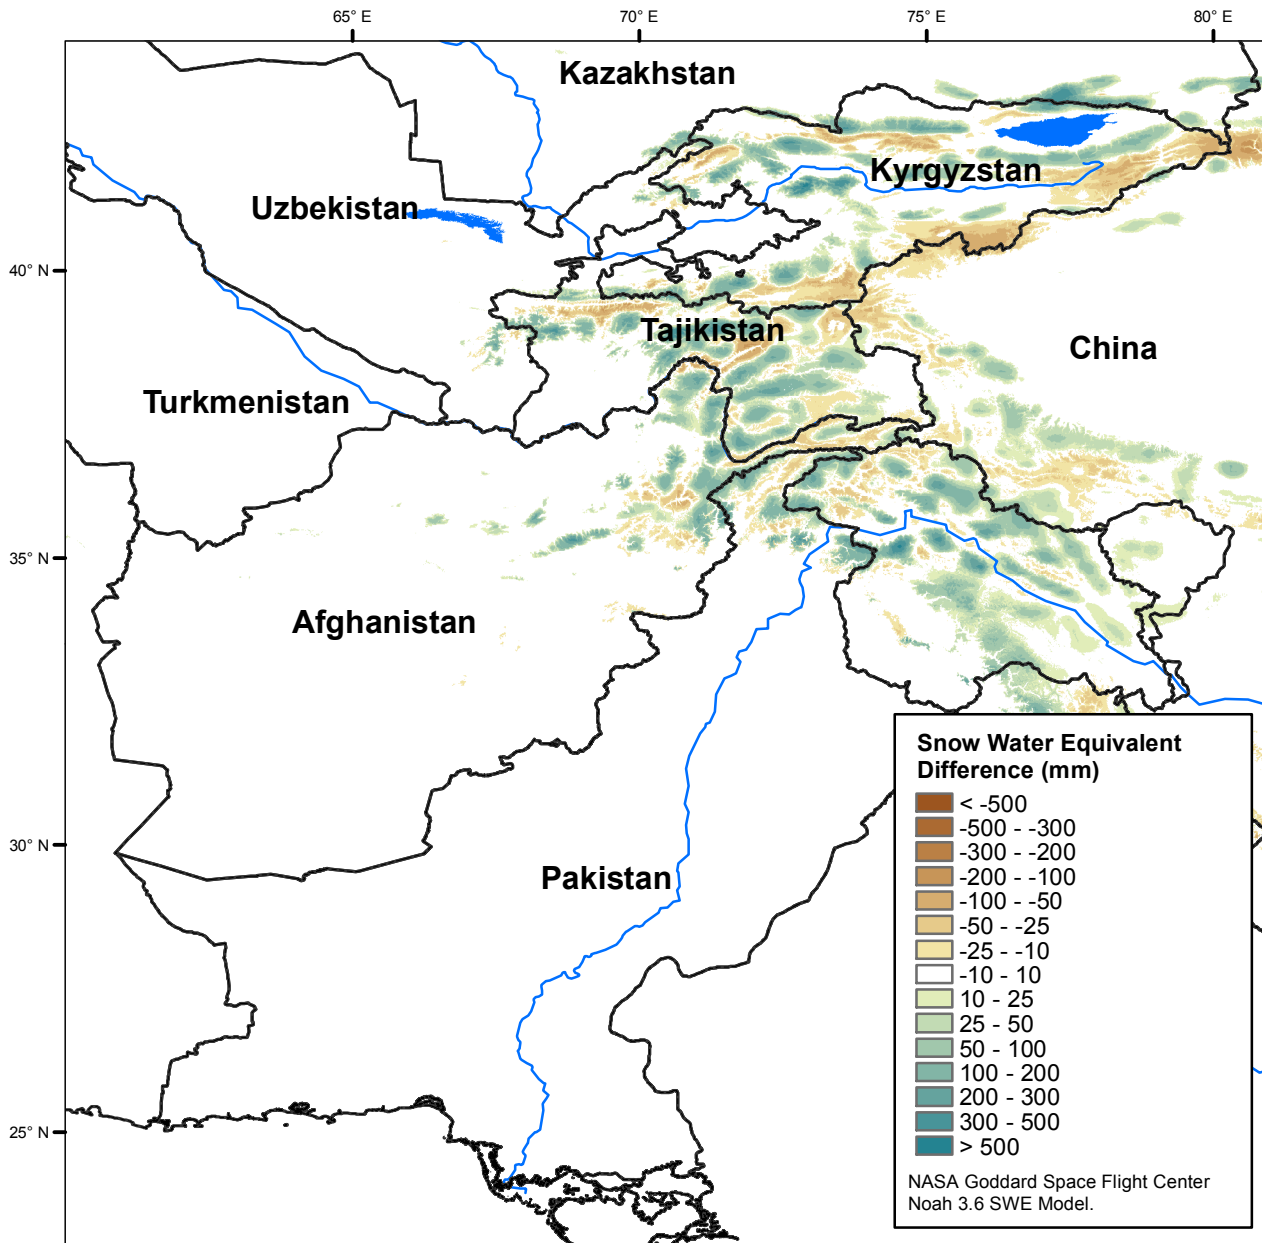 65° E
70° E
75° E
80° E
Kazakhstan
Kyrgyzstan
Uzbekistan
40° N
Tajikistan
China
Turkmenistan
35° N
Afghanistan
30° N
Pakistan
25° N
Snow Water Equivalent
Difference (mm)
< -500
-500 - -300
-300 - -200
-200 - -100
-100 - -50
-50 - -25
-25 - -10
-10 - 10
10 - 25
25 - 50
50 - 100
100 - 200
200 - 300
300 - 500
> 500
NASA Goddard Space Flight Center
Noah 3.6 SWE Model.